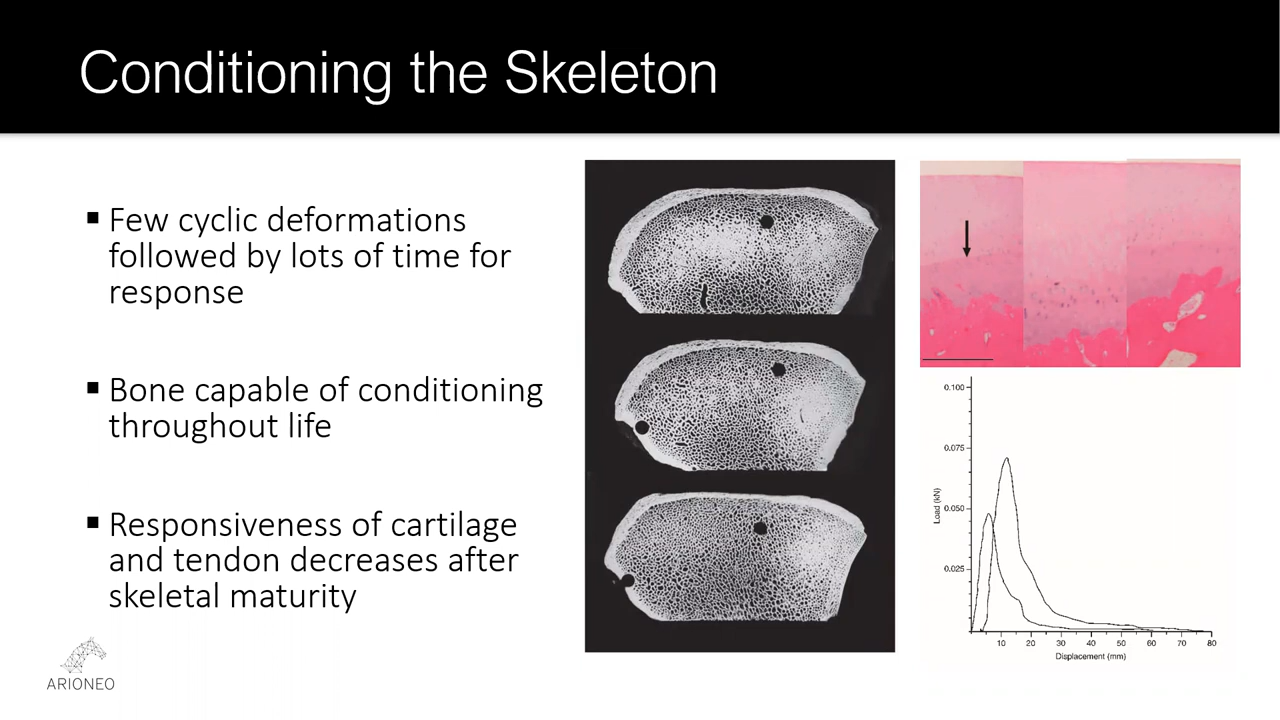 Conditioning the Skeleton
▪ Few cyclic deformations
followed by lots of time for
response
▪ Bone capable of conditioning
throughout life
▪ Responsiveness of cartilage
and tendon decreases after
skeletal maturity
ARIONEO
0.100
0.075
0.050
0.025
Load (kN)
10 20 30 40 50 60 70 80
Displacement (mm)